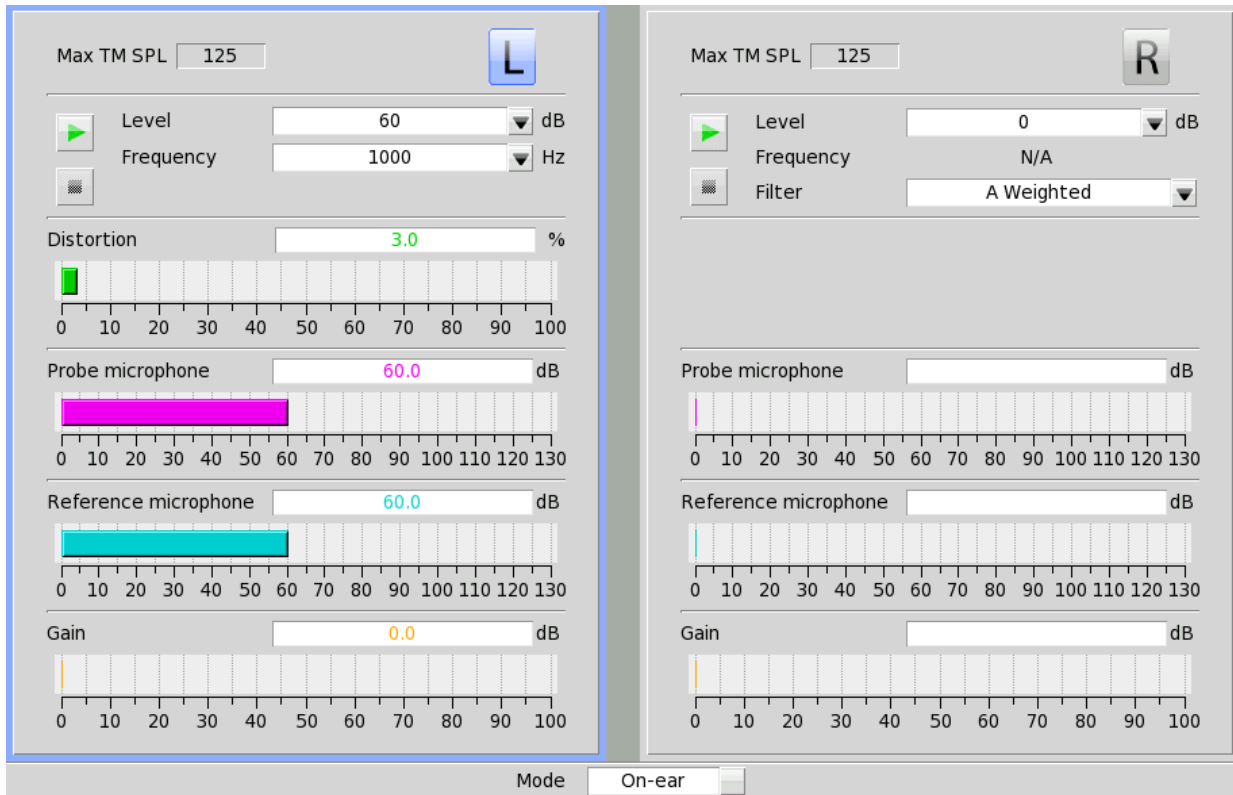 Max TM SPL 125 L
Level 60 dB
Frequency 1000 Hz
Distortion 3.0 %
0 10 20 30 40 50 60 70 80 90 100
Probe microphone 60.0 dB
0 10 20 30 40 50 60 70 80 90 100 110 120 130
Reference microphone 60.0 dB
0 10 20 30 40 50 60 70 80 90 100 110 120 130
Gain 0.0 dB
0 10 20 30 40 50 60 70 80 90 100
Max TM SPL 125 R
Level 0 dB
Frequency N/A
Filter A Weighted
Probe microphone dB
0 10 20 30 40 50 60 70 80 90 100 110 120 130
Reference microphone dB
0 10 20 30 40 50 60 70 80 90 100 110 120 130
Gain dB
0 10 20 30 40 50 60 70 80 90 100
Mode On-ear